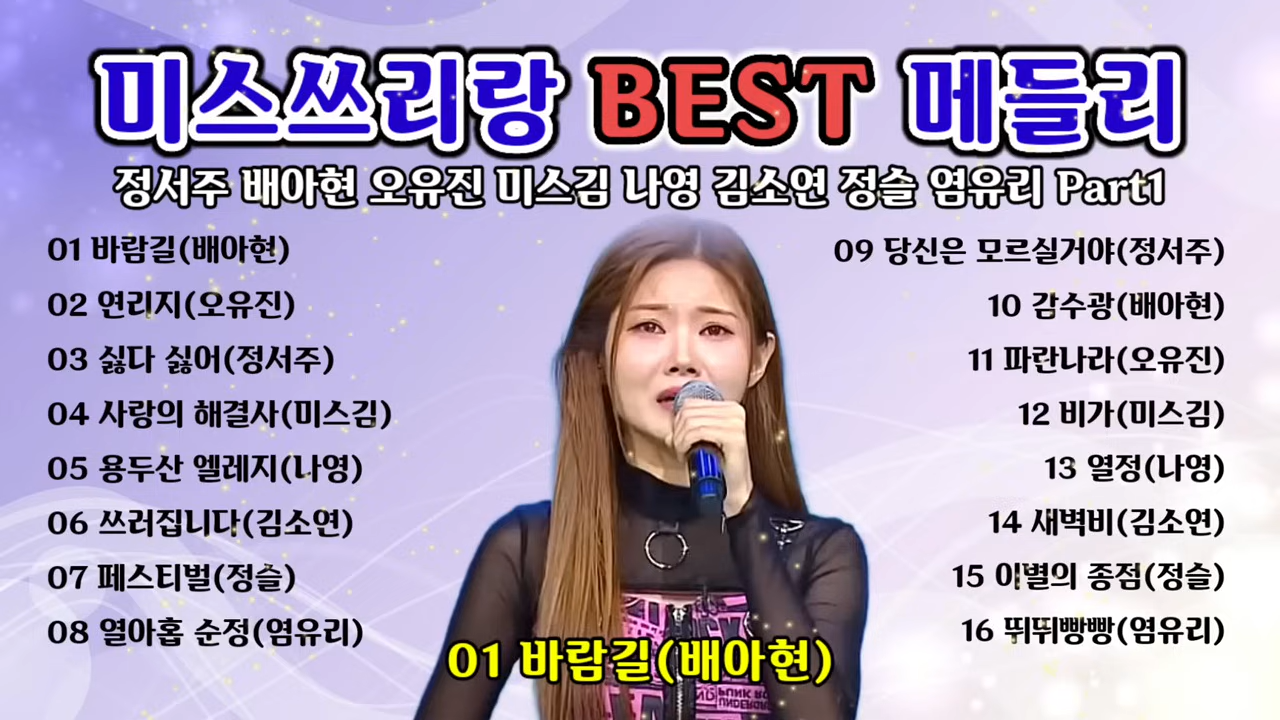 미스쓰리랑 BEST 메들리
정서주 배아현 오유진 미스김 나영 김소연 정슬 염유리 Part1
01 바람길(배아현)
02 연리지(오유진)
03 싫다 싫어(정서주)
04 사랑의 해결사(미스김)
05 용두산 엘레지(나영)
06 쓰러집니다(김소연)
07 페스티벌(정슬)
08 열아홉 순정(염유리)
09 당신은 모르실거야(정서주)
10 감수광(배아현)
11 파란나라(오유진)
12 비가(미스김)
13 열정(나영)
14 새벽비(김소연)
15 이별의 종점(정슬)
16 뛰뛰빵빵(염유리)
01 바람길(배아현)